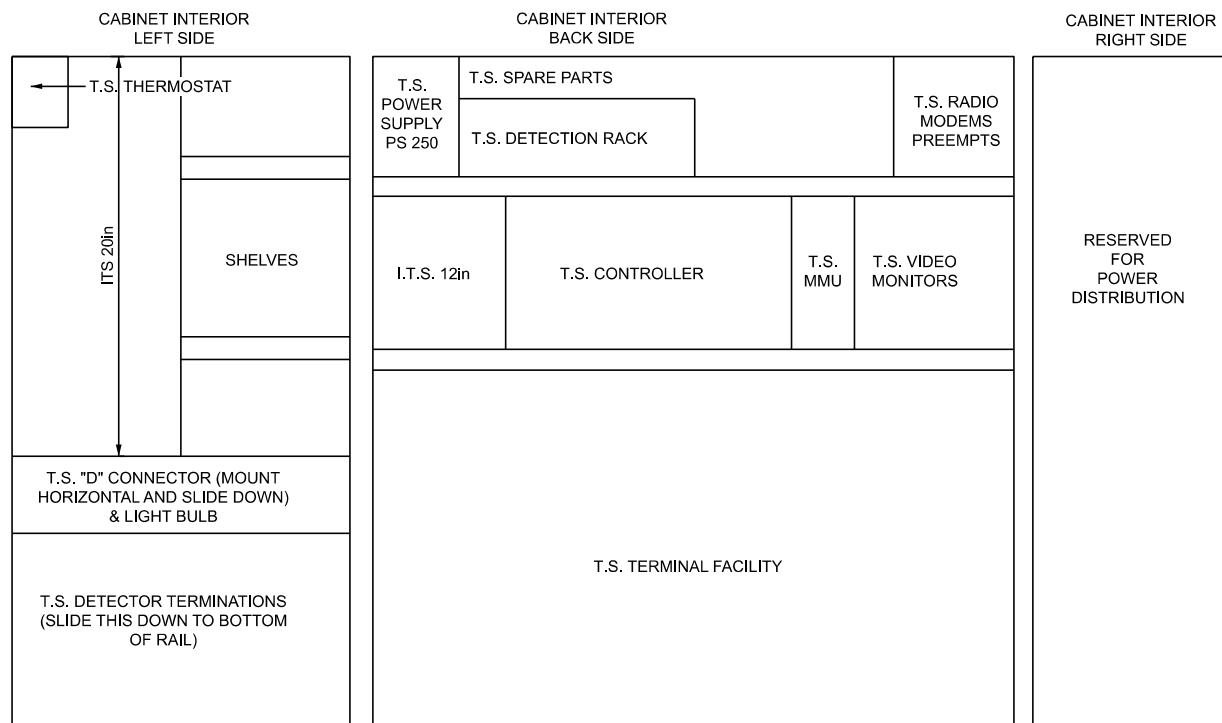 CABINET INTERIOR
LEFT SIDE
T.S. THERMOSTAT
ITS 20in
SHELVES
T.S. "D" CONNECTOR (MOUNT
HORIZONTAL AND SLIDE DOWN)
& LIGHT BULB
T.S. DETECTOR TERMINATIONS
(SLIDE THIS DOWN TO BOTTOM
OF RAIL)
CABINET INTERIOR
BACK SIDE
T.S.
POWER
SUPPLY
PS 250
T.S. SPARE PARTS
T.S. DETECTION RACK
T.S. RADIO
MODEMS
PREEMPTS
I.T.S. 12in
T.S. CONTROLLER
T.S.
MMU
T.S. VIDEO
MONITORS
T.S. TERMINAL FACILITY
CABINET INTERIOR
RIGHT SIDE
RESERVED
FOR
POWER
DISTRIBUTION